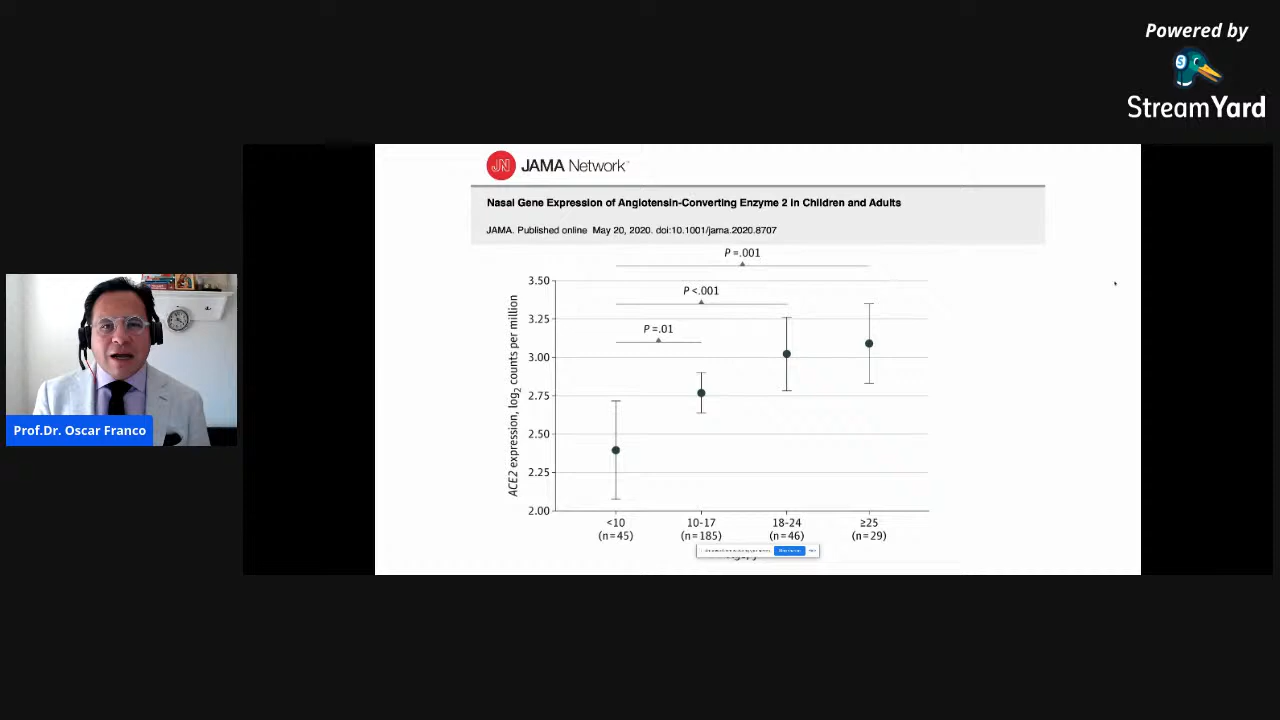 Powered by
StreamYard
JN JAMA Network
Nasal Gene Expression of Angiotensin-Converting Enzyme 2 in Children and Adults
JAMA. Published online May 20, 2020. doi:10.1001/jama.2020.8707
P =.001
P <.001
P =.01
ACE2 expression, log2 counts per million
3.50
3.25
3.00
2.75
2.50
2.25
2.00
<10 10-17 18-24 ≥25
(n=45) (n=185) (n=46) (n=29)
Prof.Dr. Oscar Franco